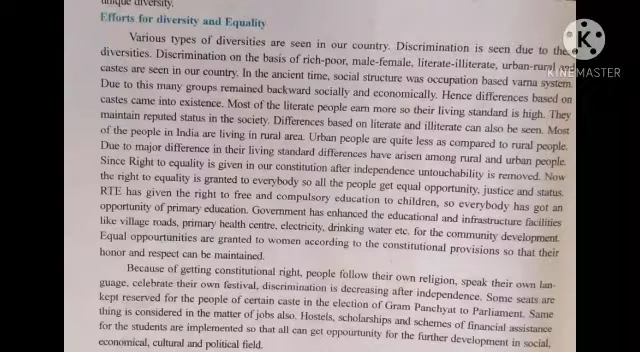 unique diversity.
Efforts for diversity and Equality
Various types of diversities are seen in our country. Discrimination is seen due to the
diversities. Discrimination on the basis of rich-poor, male-female, literate-illiterate, urban-rural and
castes are seen in our country. In the ancient time, social structure was occupation based varna system.
Due to this many groups remained backward socially and economically. Hence differences based on
castes came into existence. Most of the literate people earn more so their living standard is high. They
maintain reputed status in the society. Differences based on literate and illiterate can also be seen. Most
of the people in India are living in rural area. Urban people are quite less as compared to rural people.
Due to major difference in their living standard differences have arisen among rural and urban people.
Since Right to equality is given in our constitution after independence untouchability is removed. Now
the right to equality is granted to everybody so all the people get equal opportunity, justice and status.
RTE has given the right to free and compulsory education to children, so everybody has got an
opportunity of primary education. Government has enhanced the educational and infrastructure facilities
like village roads, primary health centre, electricity, drinking water etc. for the community development.
Equal oppourtunities are granted to women according to the constitutional provisions so that their
honor and respect can be maintained.
Because of getting constitutional right, people follow their own religion, speak their own lan-
guage, celebrate their own festival, discrimination is decreasing after independence. Some seats are
kept reserved for the people of certain caste in the election of Gram Panchyat to Parliament. Same
thing is considered in the matter of jobs also. Hostels, scholarships and schemes of financial assistance
for the students are implemented so that all can get oppourtunity for the further development in social,
economical, cultural and political field.
K
KINEMASTER